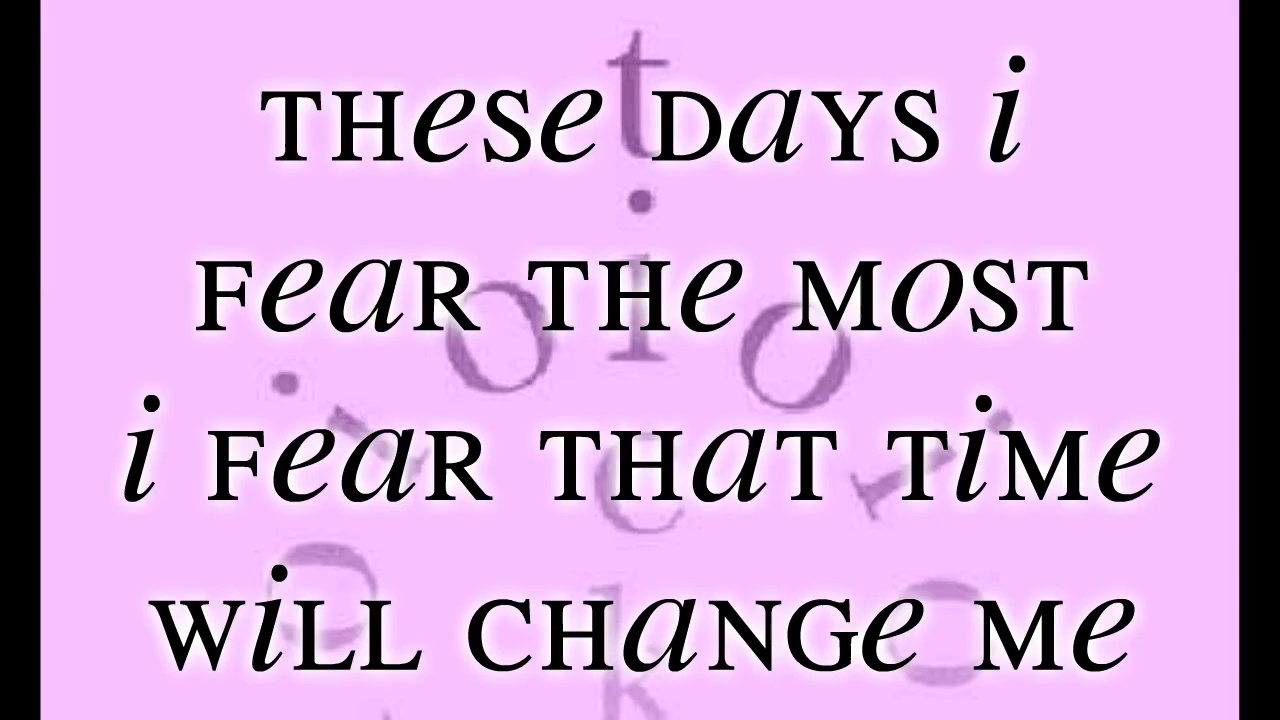 THeSe DaYS i
FeaR THe MoST
i FeaR THaT TiMe
WiLL CHaNGe Me